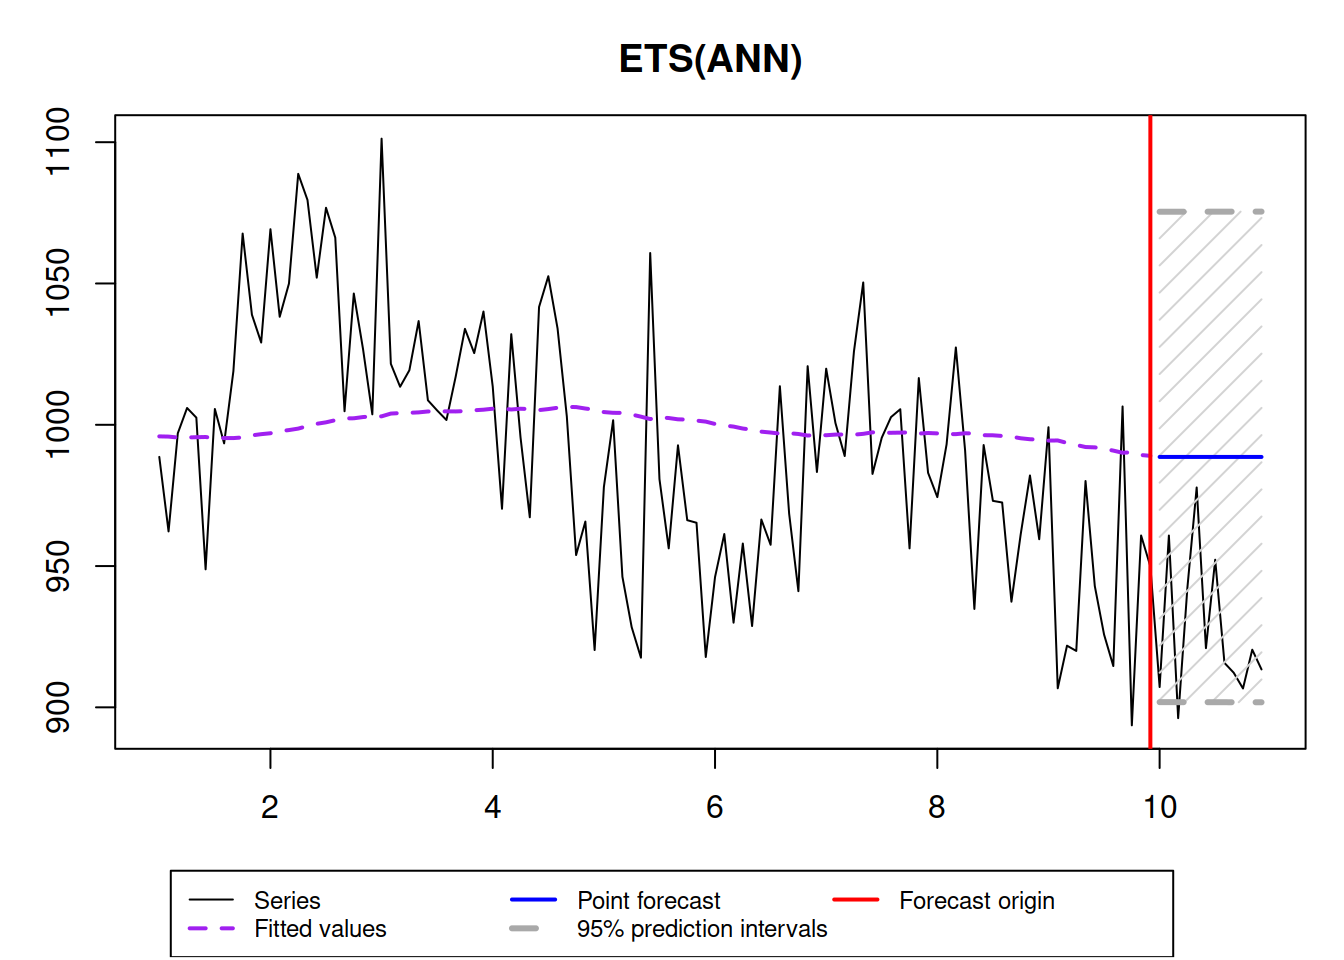 ETS(ANN)
1100
1050
1000
950
900
2 4 6 8 10
Series Point forecast Forecast origin
Fitted values 95% prediction intervals